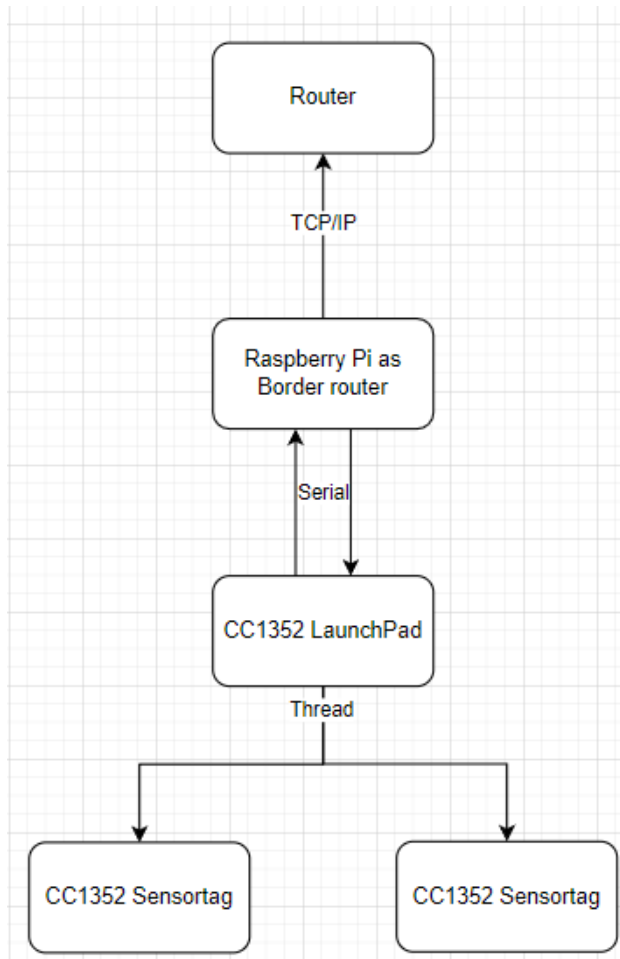 Router
TCP/IP
Raspberry Pi as
Border router
Serial
CC1352 LaunchPad
Thread
CC1352 Sensortag
CC1352 Sensortag